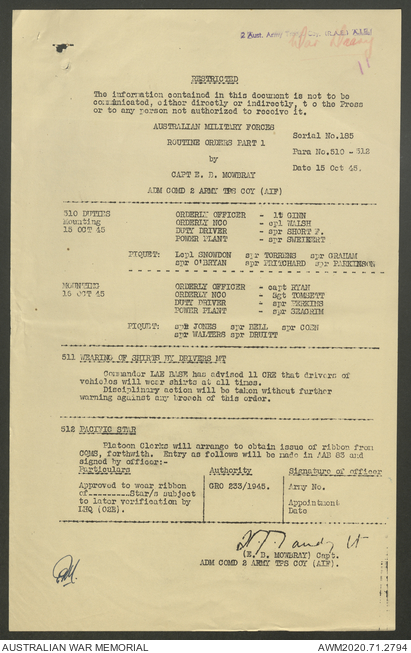 2 Aust. Army
War Diary
RESTRICTED
The information contained in this document is not to be
communicated, either directly or indirectly, to the Press
or to any person not authorized to receive it.
AUSTRALIAN MILITARY FORCES
Serial No.185
ROUTINE ORDERS PART 1
Para No.510 - 512
by
CAPT E. B. MOWBRAY
Date 15 Oct 45.
ADM COMD 2 ARMY TPS COY (AIF)
510 DUTIES ORDERLY OFFICER - lt GINN
Mounting ORDERLY NCO - cpl WALSH
15 OCT 45 DUTY DRIVER - spr SHORT F.
POWER PLANT - spr SWEIKERT
PIQUET: Lcpl SNOWDON spr TORRENS spr GRAHAM
spr O'BRYAN spr PRITCHARD spr PARKINSON
MOUNTING ORDERLY OFFICER - capt RYAN
16 OCT 45 ORDERLY NCO - Sgt TOMSETT
DUTY DRIVER - spr PERKINS
POWER PLANT - spr SEAGRIM
PIQUET: spr JONES spr BELL spr COEN
spr WALTERS spr DRUITT
511 WEARING OF SHIRTS BY DRIVERS MT
Commander LAE BASE has advised 11 CRE that drivers of
vehicles will wear shirts at all times.
Disciplinary action will be taken without further
warning against any breech of this order.
512 PACIFIC STAR
Platoon Clerks will arrange to obtain issue of ribbon from
CQMS, forthwith. Entry as follows will be made in AAB 83 and
signed by officer:-
Particulars Authority Signature of officer
Approved to wear ribbon GRO 233/1945. Army No.
of_________Star/s subject
to later verification by Appointment
LHQ (CRE). Date
(E. B. MOWBRAY) Capt.
ADM COMD 2 ARMY TPS COY (AIF).
AUSTRALIAN WAR MEMORIAL AWM2020.71.2794